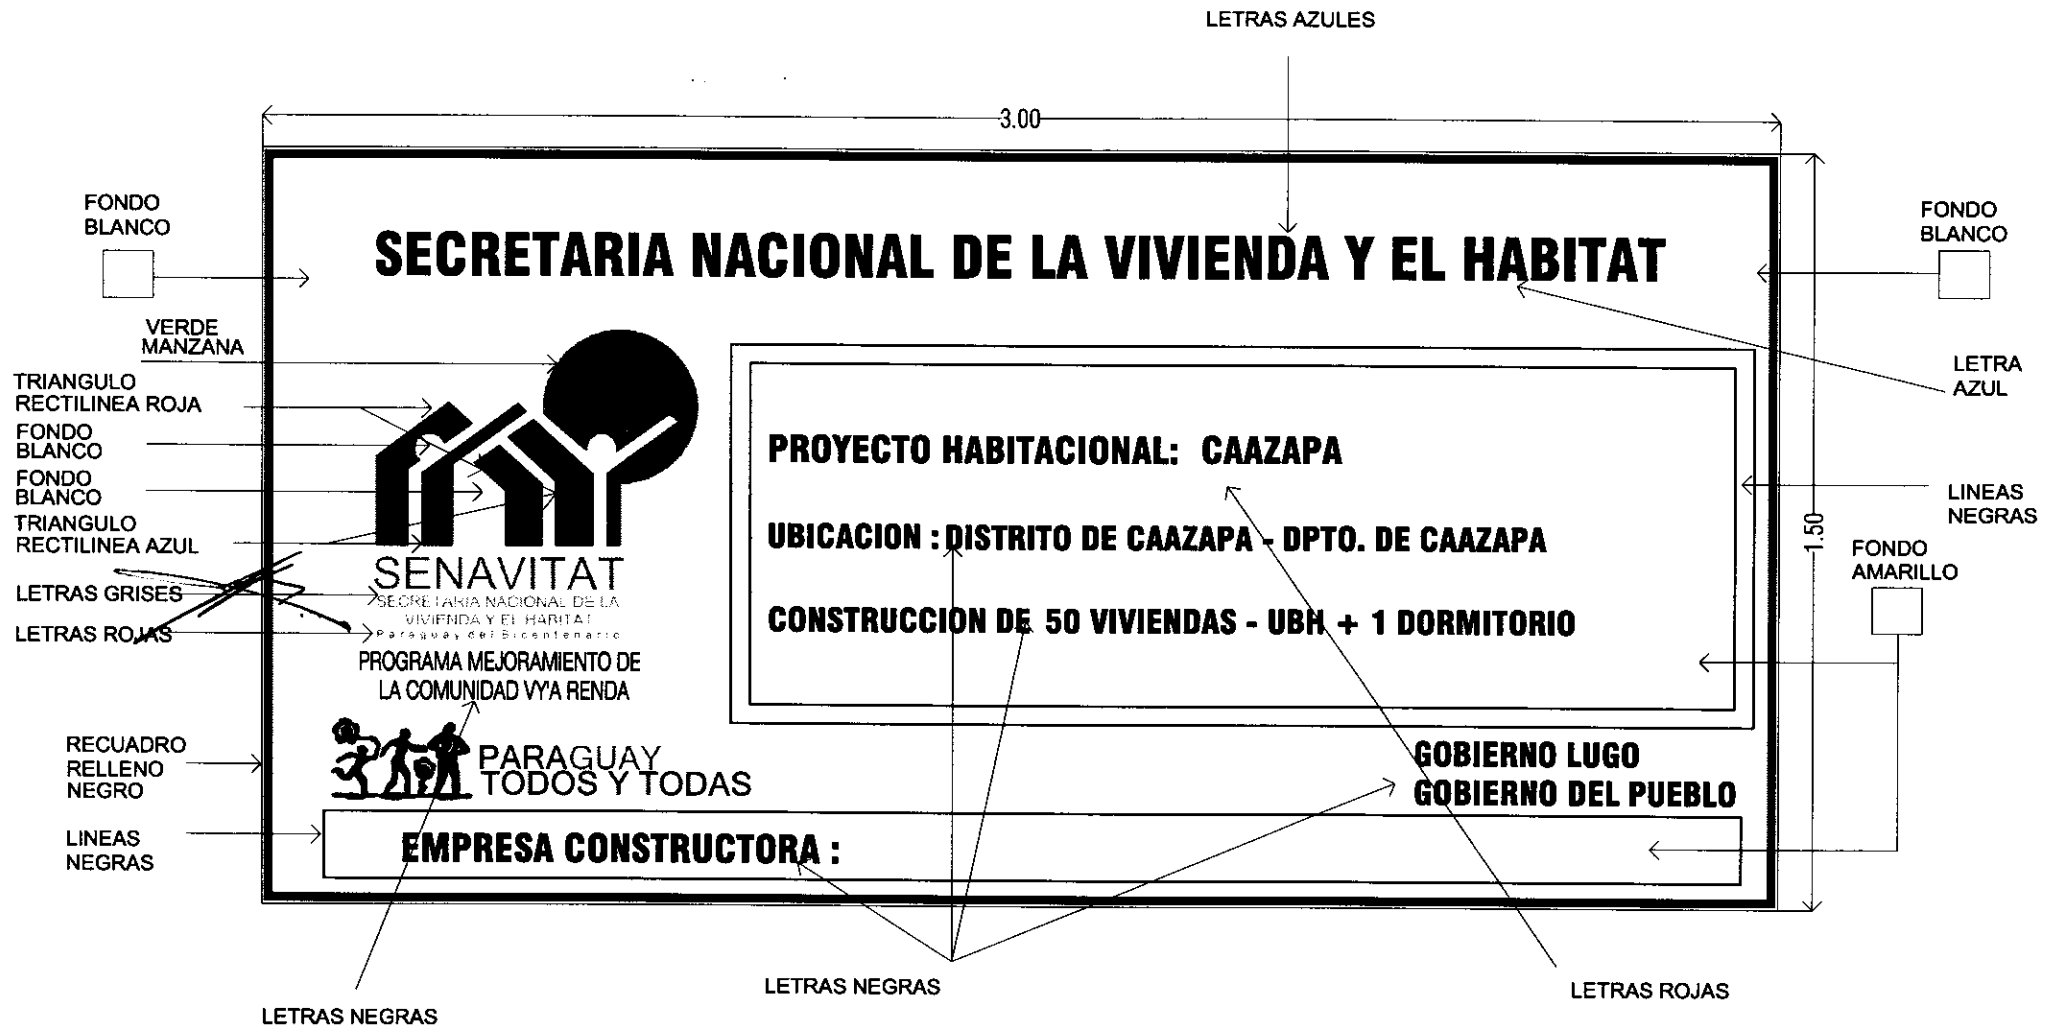 LETRAS AZULES
3.00
FONDO
BLANCO
FONDO
BLANCO
SECRETARIA NACIONAL DE LA VIVIENDA Y EL HABITAT
VERDE
MANZANA
LETRA
AZUL
TRIANGULO
RECTILINEA ROJA
FONDO
BLANCO
FONDO
BLANCO
TRIANGULO
RECTILINEA AZUL
LETRAS GRISES
LETRAS ROJAS
PROYECTO HABITACIONAL: CAAZAPA
UBICACION : DISTRITO DE CAAZAPA - DPTO. DE CAAZAPA
CONSTRUCCION DE 50 VIVIENDAS - UBH + 1 DORMITORIO
LINEAS
NEGRAS
1.50
FONDO
AMARILLO
SENAVITAT
SECRETARIA NACIONAL DE LA
VIVIENDA Y EL HABITAT
Paraguay del Bicentenario
PROGRAMA MEJORAMIENTO DE
LA COMUNIDAD VY'A RENDA
RECUADRO
RELLENO
NEGRO
PARAGUAY
TODOS Y TODAS
GOBIERNO LUGO
GOBIERNO DEL PUEBLO
LINEAS
NEGRAS
EMPRESA CONSTRUCTORA :
LETRAS NEGRAS
LETRAS NEGRAS
LETRAS ROJAS